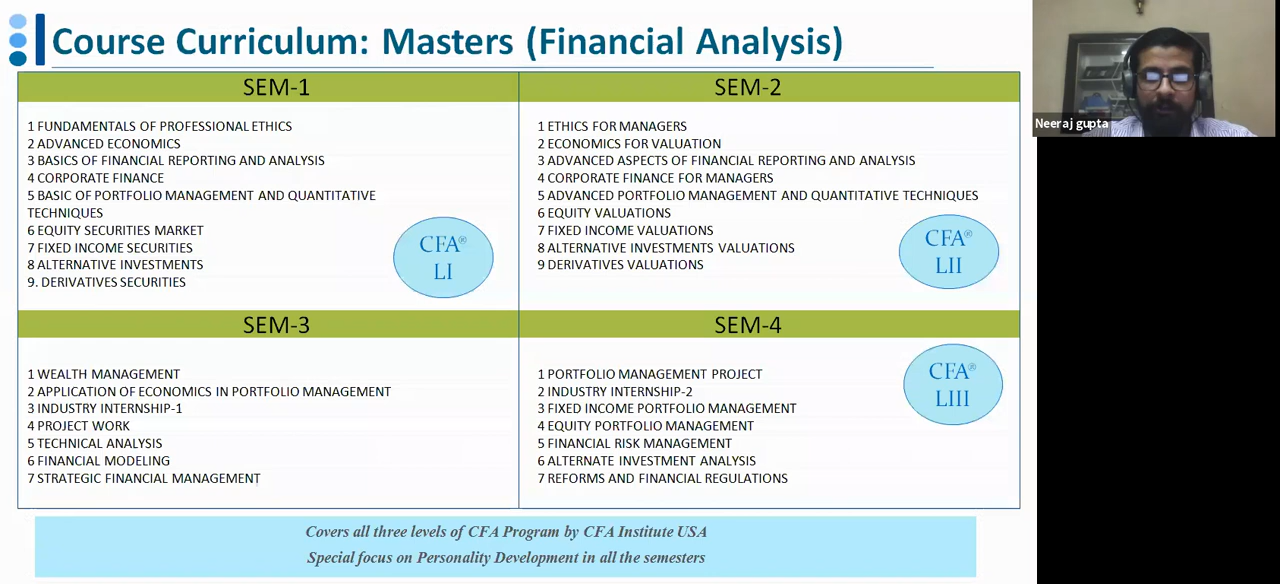 Course Curriculum: Masters (Financial Analysis)
SEM-1
1 FUNDAMENTALS OF PROFESSIONAL ETHICS
2 ADVANCED ECONOMICS
3 BASICS OF FINANCIAL REPORTING AND ANALYSIS
4 CORPORATE FINANCE
5 BASIC OF PORTFOLIO MANAGEMENT AND QUANTITATIVE
TECHNIQUES
6 EQUITY SECURITIES MARKET
7 FIXED INCOME SECURITIES
8 ALTERNATIVE INVESTMENTS
9. DERIVATIVES SECURITIES
CFA®
LI
SEM-2
1 ETHICS FOR MANAGERS
2 ECONOMICS FOR VALUATION
3 ADVANCED ASPECTS OF FINANCIAL REPORTING AND ANALYSIS
4 CORPORATE FINANCE FOR MANAGERS
5 ADVANCED PORTFOLIO MANAGEMENT AND QUANTITATIVE TECHNIQUES
6 EQUITY VALUATIONS
7 FIXED INCOME VALUATIONS
8 ALTERNATIVE INVESTMENTS VALUATIONS
9 DERIVATIVES VALUATIONS
CFA®
LII
SEM-3
1 WEALTH MANAGEMENT
2 APPLICATION OF ECONOMICS IN PORTFOLIO MANAGEMENT
3 INDUSTRY INTERNSHIP-1
4 PROJECT WORK
5 TECHNICAL ANALYSIS
6 FINANCIAL MODELING
7 STRATEGIC FINANCIAL MANAGEMENT
SEM-4
1 PORTFOLIO MANAGEMENT PROJECT
2 INDUSTRY INTERNSHIP-2
3 FIXED INCOME PORTFOLIO MANAGEMENT
4 EQUITY PORTFOLIO MANAGEMENT
5 FINANCIAL RISK MANAGEMENT
6 ALTERNATE INVESTMENT ANALYSIS
7 REFORMS AND FINANCIAL REGULATIONS
CFA®
LIII
Covers all three levels of CFA Program by CFA Institute USA
Special focus on Personality Development in all the semesters
Neeraj gupta